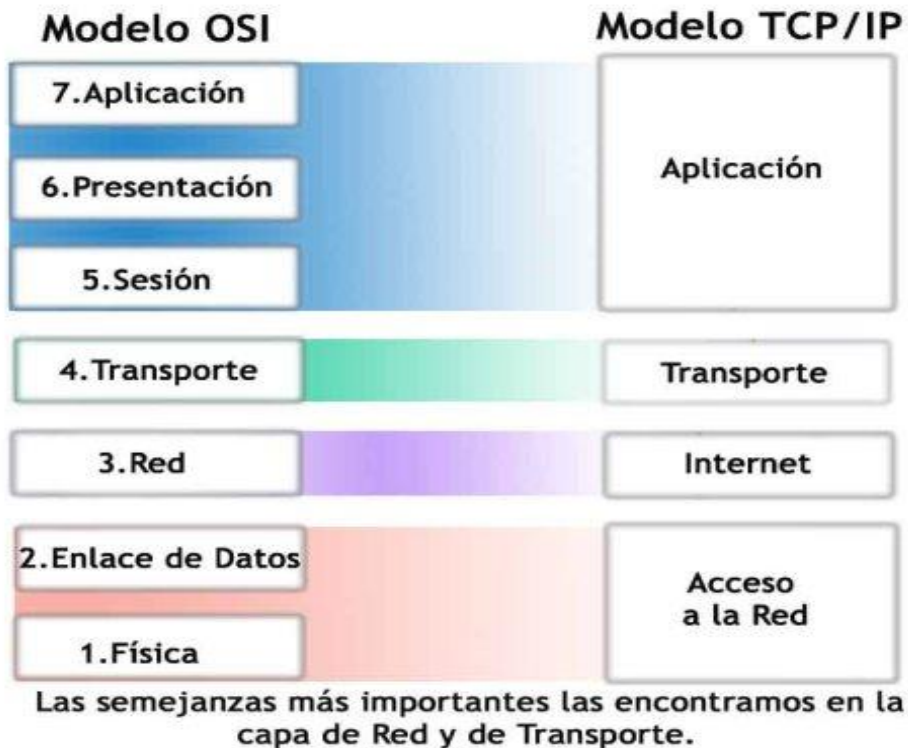 Modelo OSI
Modelo TCP/IP
7.Aplicación
6.Presentación
5.Sesión
Aplicación
4.Transporte
Transporte
3.Red
Internet
2.Enlace de Datos
1.Física
Acceso
a la Red
Las semejanzas más importantes las encontramos en la
capa de Red y de Transporte.